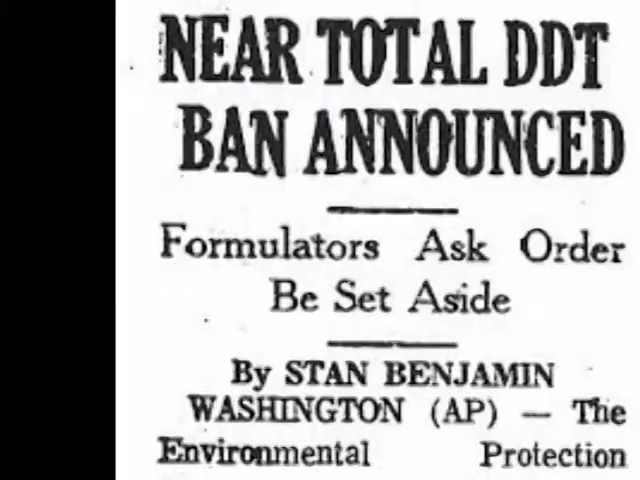 NEAR TOTAL DDT
BAN ANNOUNCED
Formulators Ask Order
Be Set Aside
By STAN BENJAMIN
WASHINGTON (AP) — The
Environmental Protection